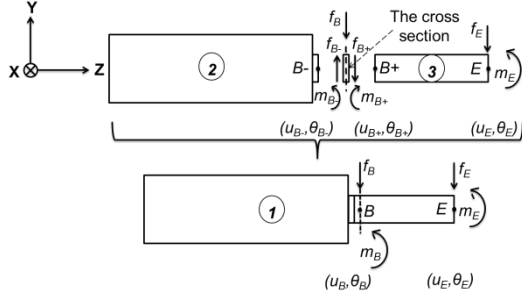 Y
X
Z
2
B-
f_B
f_B-
f_B+
m_B-
m_B+
The cross
section
B+
3
E
f_E
m_E
(u_B-, θ_B-)
(u_B+, θ_B+)
(u_E, θ_E)
1
f_B
B
m_B
f_E
E
m_E
(u_B, θ_B)
(u_E, θ_E)